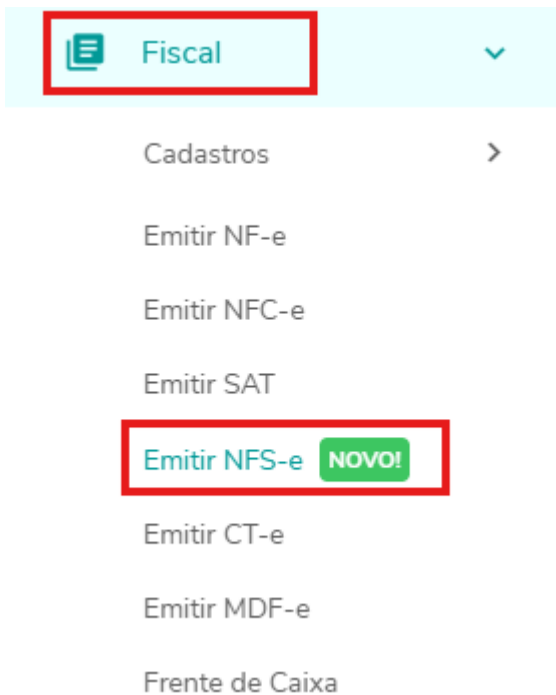 Fiscal
Cadastros
Emitir NF-e
Emitir NFC-e
Emitir SAT
Emitir NFS-e NOVO!
Emitir CT-e
Emitir MDF-e
Frente de Caixa